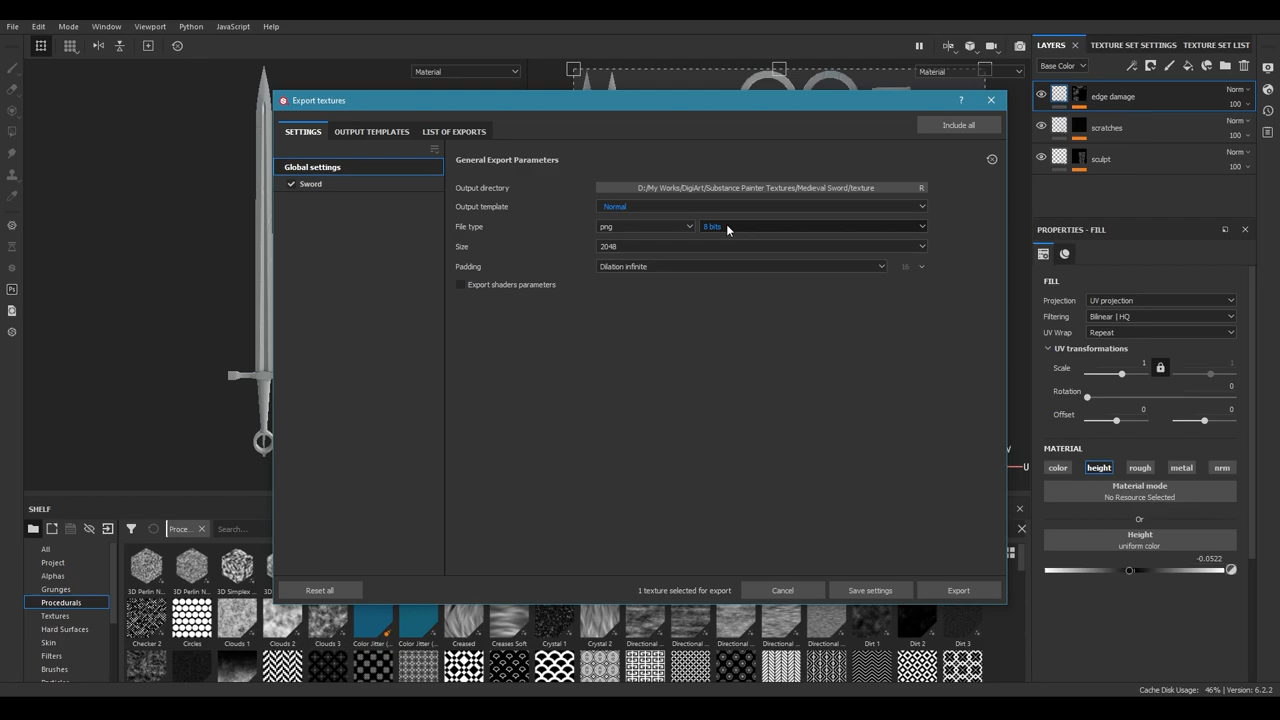 File Edit Mode Window Viewport Python JavaScript Help
Material
Material
LAYERS
TEXTURE SET SETTINGS
TEXTURE SET LIST
Base Color
edge damage
Norm
100
scratches
Norm
100
sculpt
Norm
100
Export textures
?
SETTINGS
OUTPUT TEMPLATES
LIST OF EXPORTS
Include all
Global settings
Sword
General Export Parameters
Output directory
D:/My Works/DigiArt/Substance Painter Textures/Medieval Sword/texture
R
Output template
Normal
File type
png
8 bits
Size
2048
Padding
Dilation infinite
16
Export shaders parameters
Reset all
1 texture selected for export
Cancel
Save settings
Export
PROPERTIES - FILL
FILL
Projection
UV projection
Filtering
Bilinear | HQ
UV Wrap
Repeat
UV transformations
Scale
1
1
Rotation
0
Offset
0
0
MATERIAL
color
height
rough
metal
nrm
Material mode
No Resource Selected
Or
Height
uniform color
-0.0522
U
Ps
SHELF
Proce...
Search...
All
Project
Alphas
Grunges
Procedurals
Textures
Hard Surfaces
Skin
Filters
Brushes
3D Perlin N...
3D Perlin N...
3D Simplex ...
Checker 2
Circles
Clouds 1
Clouds 2
Clouds 3
Color Jitter (...
Color Jitter (...
Creased
Creases Soft
Crystal 1
Crystal 2
Directional ...
Directional ...
Directional ...
Directional ...
Directional ...
Dirt 1
Dirt 2
Dirt 3
Cache Disk Usage: 46% | Version: 6.2.2